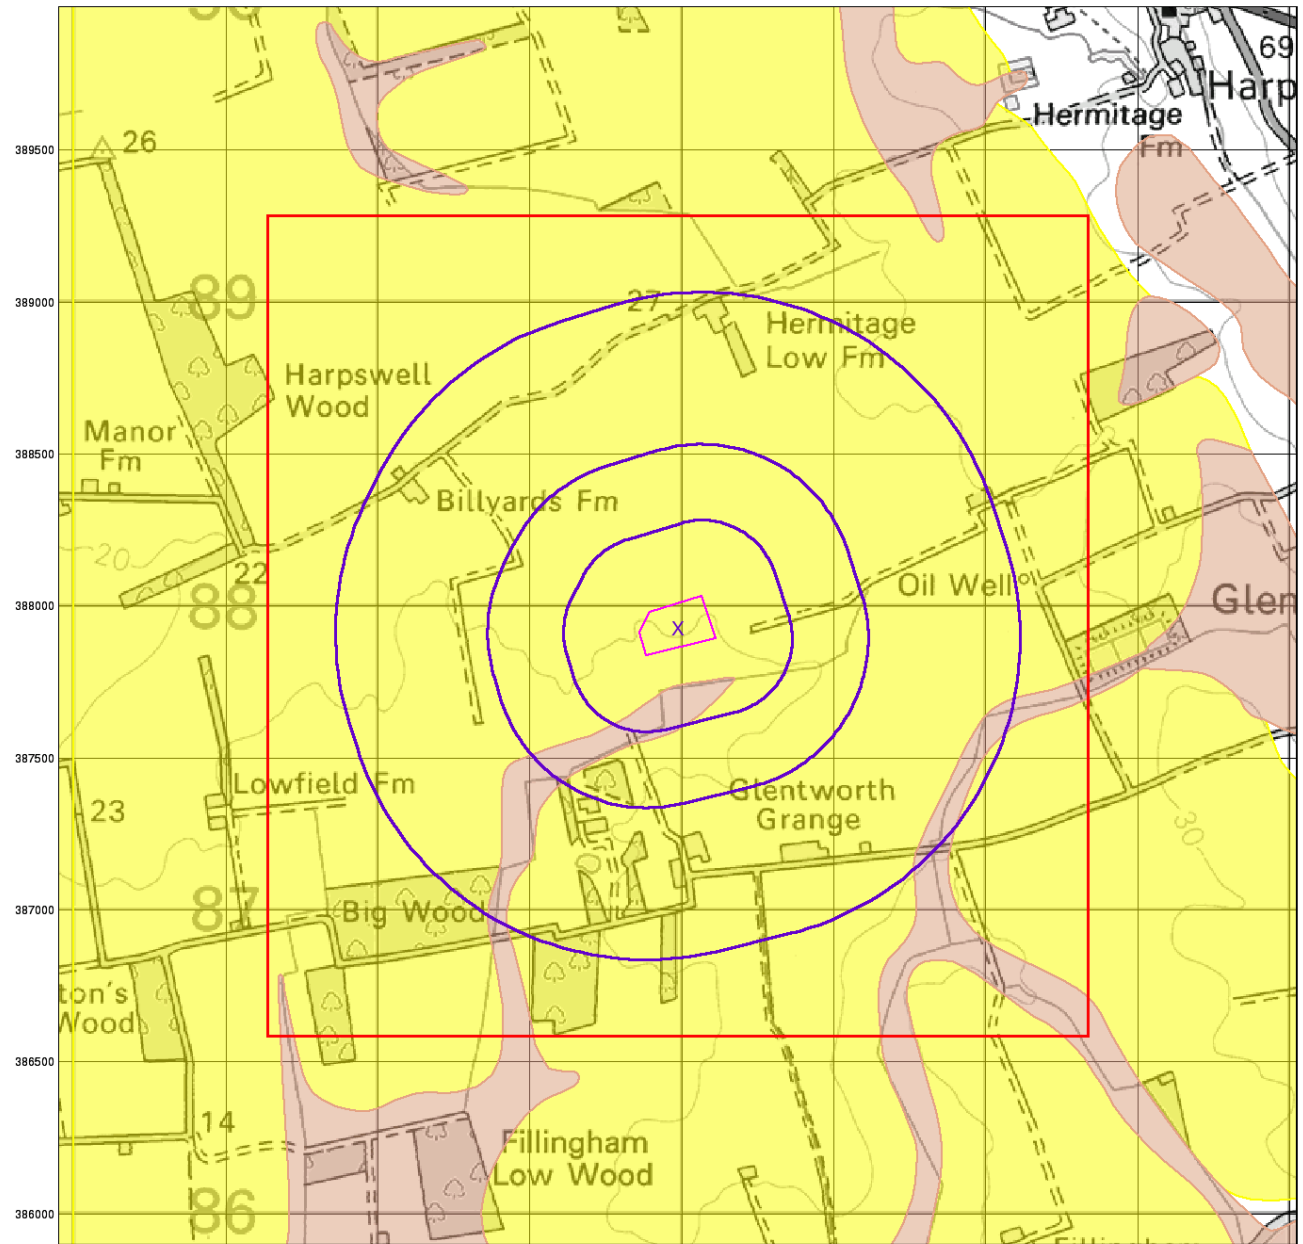 88
69
Harp
Hermitage
Fm
389500
26
389000
89
27
Hermitage
Low Fm
Harpswell
Wood
Manor
Fm
388500
Billyards Fm
20
22
388000
88
Oil Well
Glen
X
387500
Lowfield Fm
23
Glentworth
Grange
30
387000
87
Big Wood
ton's
Wood
386500
14
Fillingham
Low Wood
386000
86
Fillingham